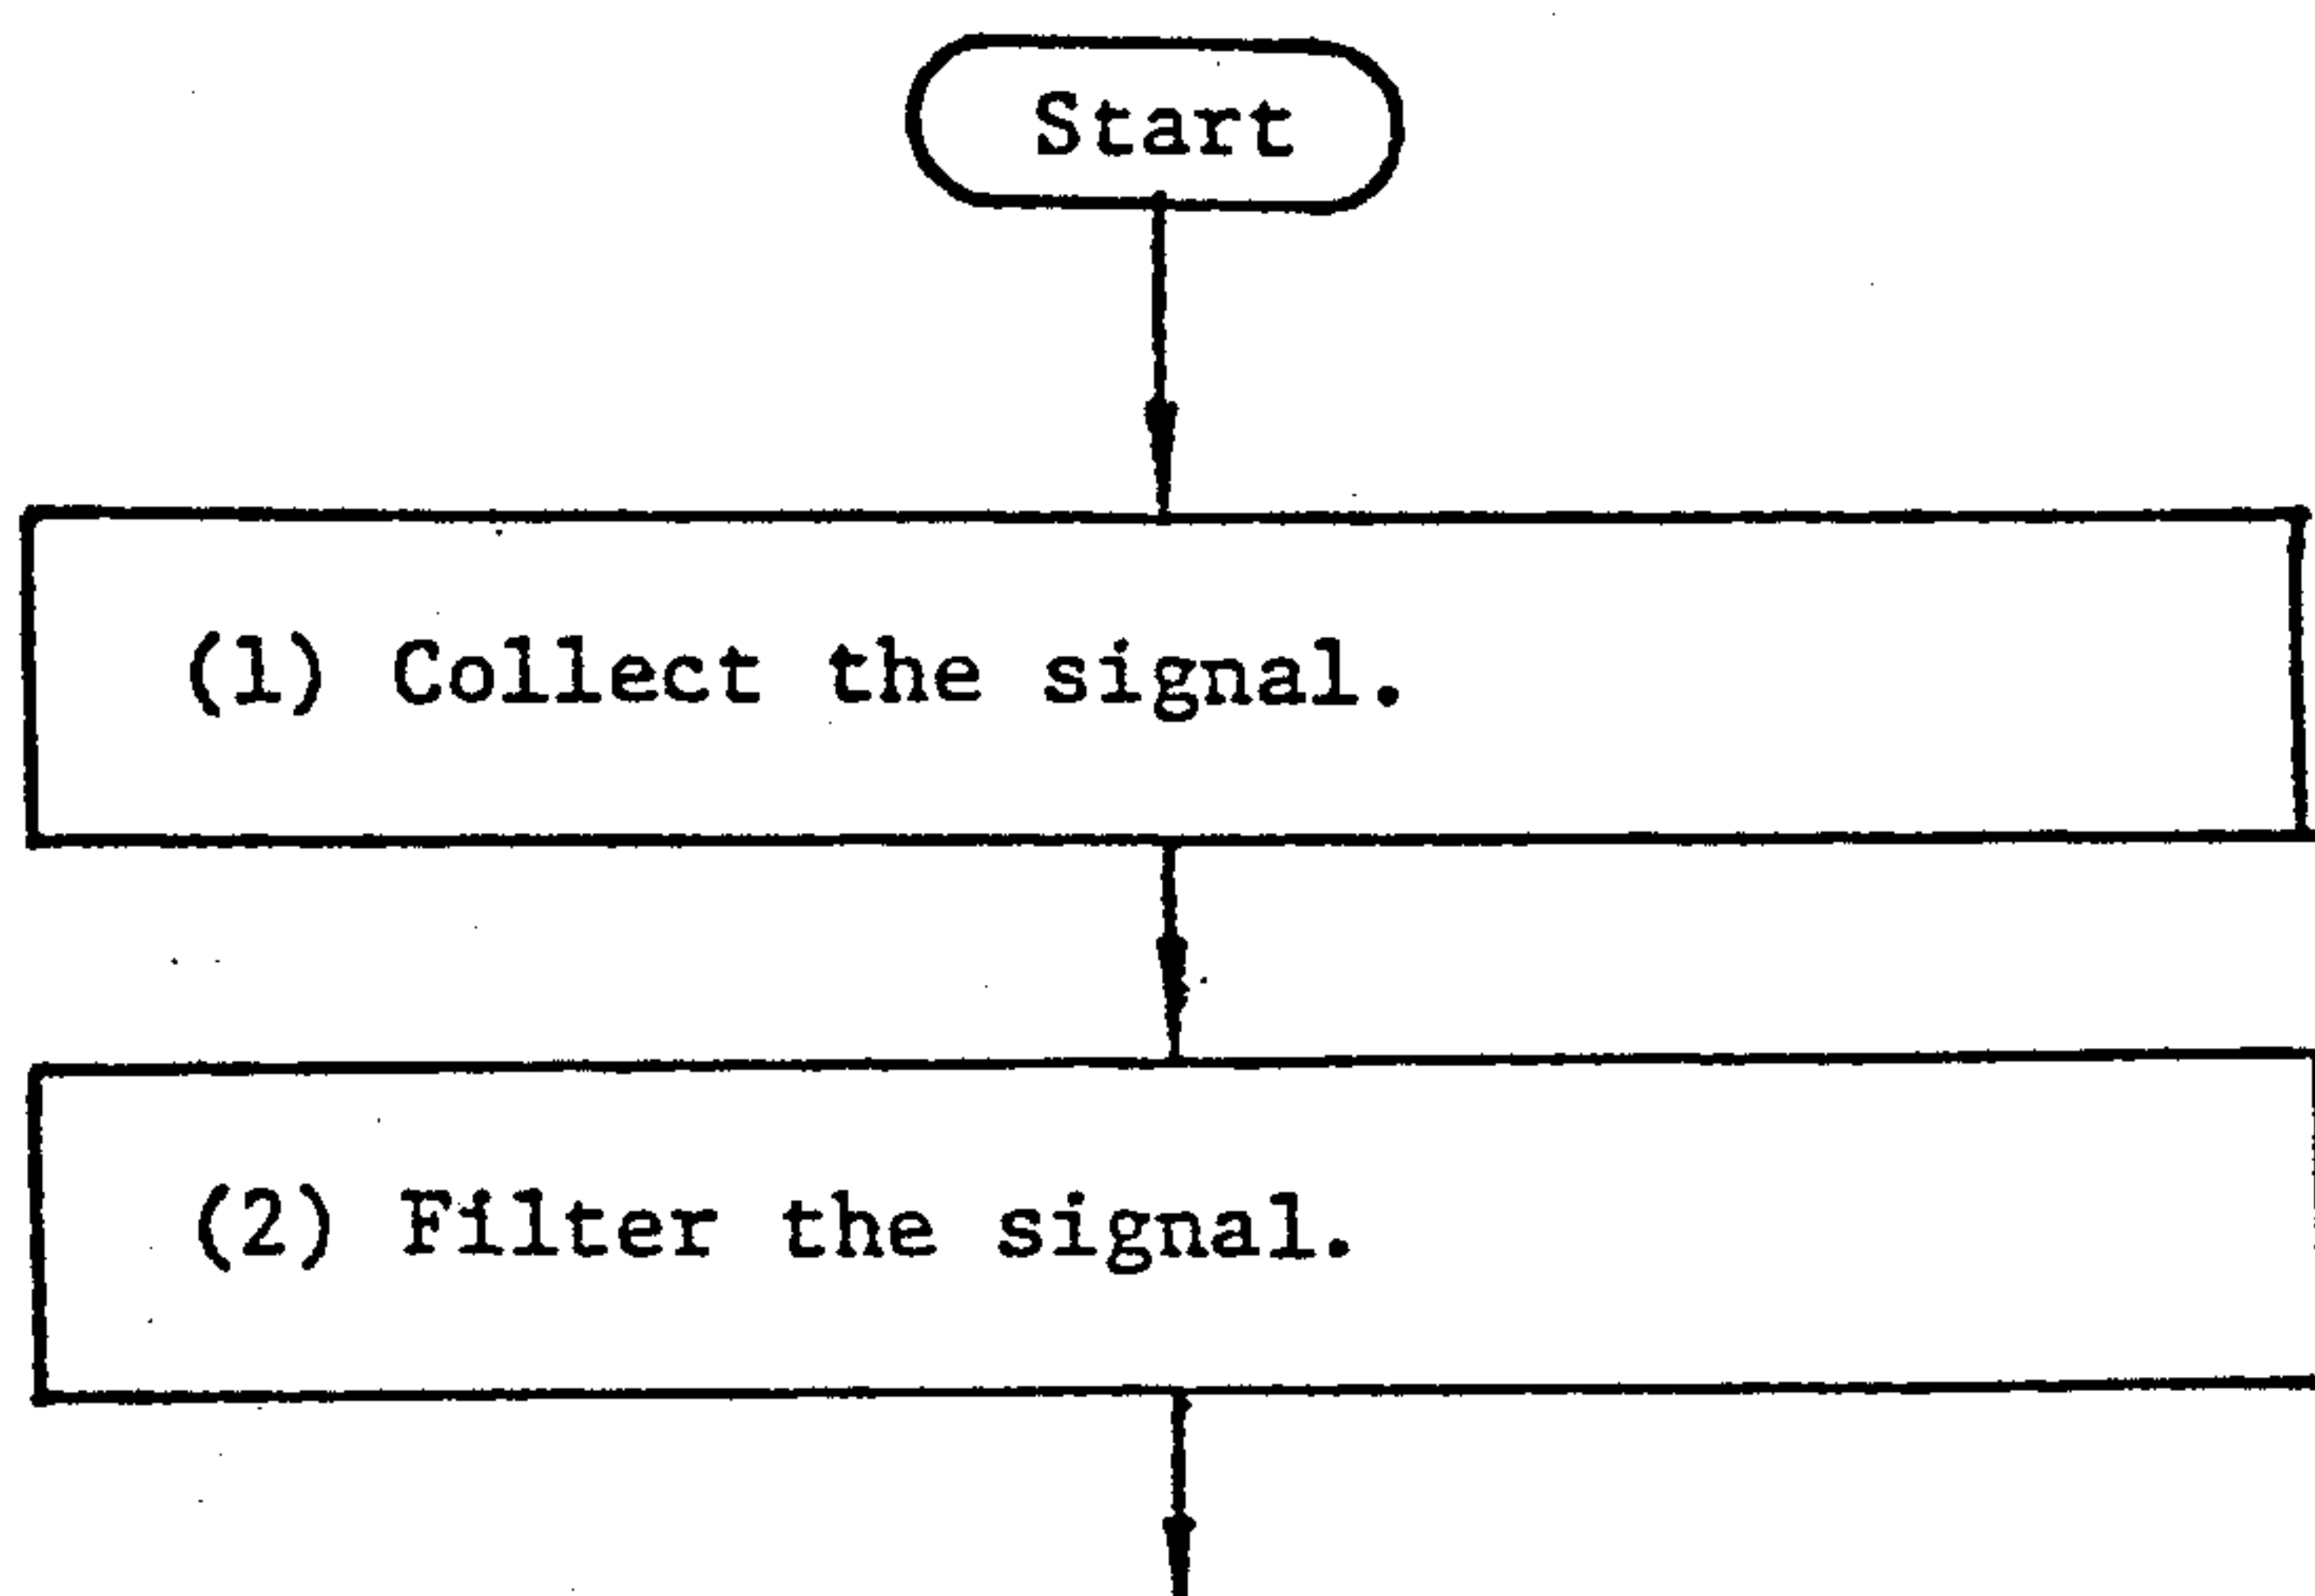 Start
(1) Collect the signal.
(2) Filter the signal.